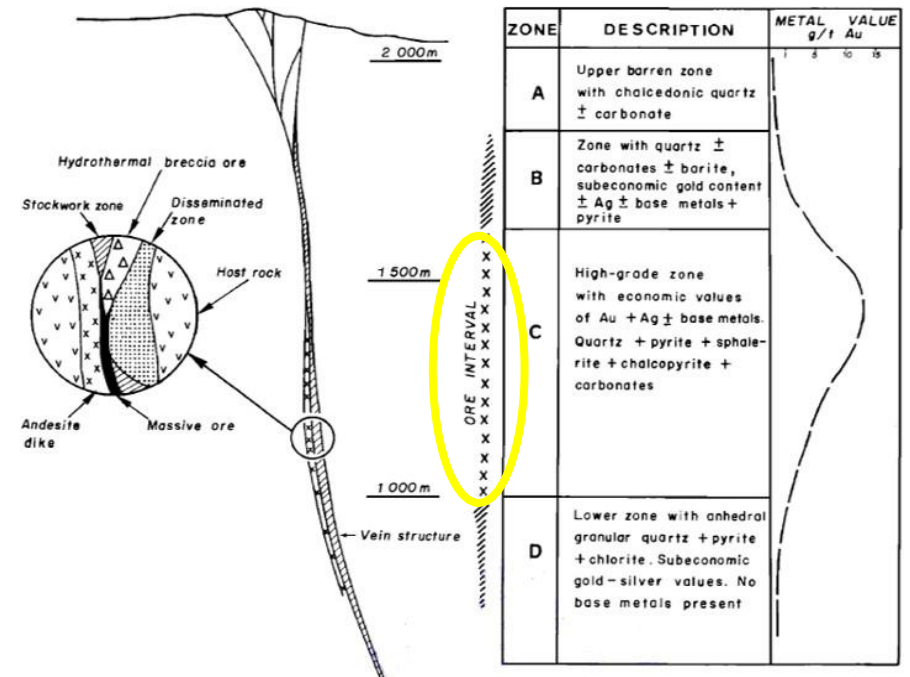 2 000m
Hydrothermal breccia ore
Stockwork zone
Disseminated
zone
Host rock
1 500m
Andesite
dike
Massive ore
1 000m
Vein structure
ORE INTERVAL
ZONE
DESCRIPTION
METAL VALUE
g/t Au
1 5 10 15
A
Upper barren zone
with chalcedonic quartz
± carbonate
B
Zone with quartz ±
carbonates ± barite,
subeconomic gold content
± Ag ± base metals +
pyrite
C
High-grade zone
with economic values
of Au + Ag ± base metals.
Quartz + pyrite + sphale-
rite + chalcopyrite +
carbonates
D
Lower zone with anhedral
granular quartz + pyrite
+ chlorite. Subeconomic
gold-silver values. No
base metals present